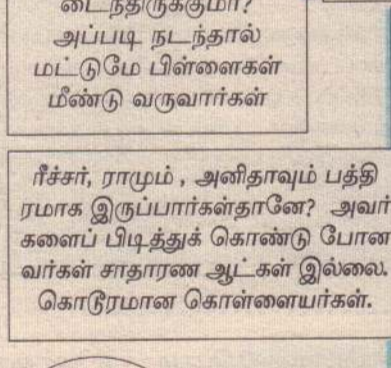 டைந்திருக்குமா?
அப்படி நடந்தால்
மட்டுமே பிள்ளைகள்
மீண்டு வருவார்கள்
ரீச்சர், ராமும் , அனிதாவும் பத்தி
ரமாக இருப்பார்கள்தானே? அவர்
களைப் பிடித்துக் கொண்டு போன
வர்கள் சாதாரண ஆட்கள் இல்லை.
கொடூரமான கொள்ளையர்கள்.